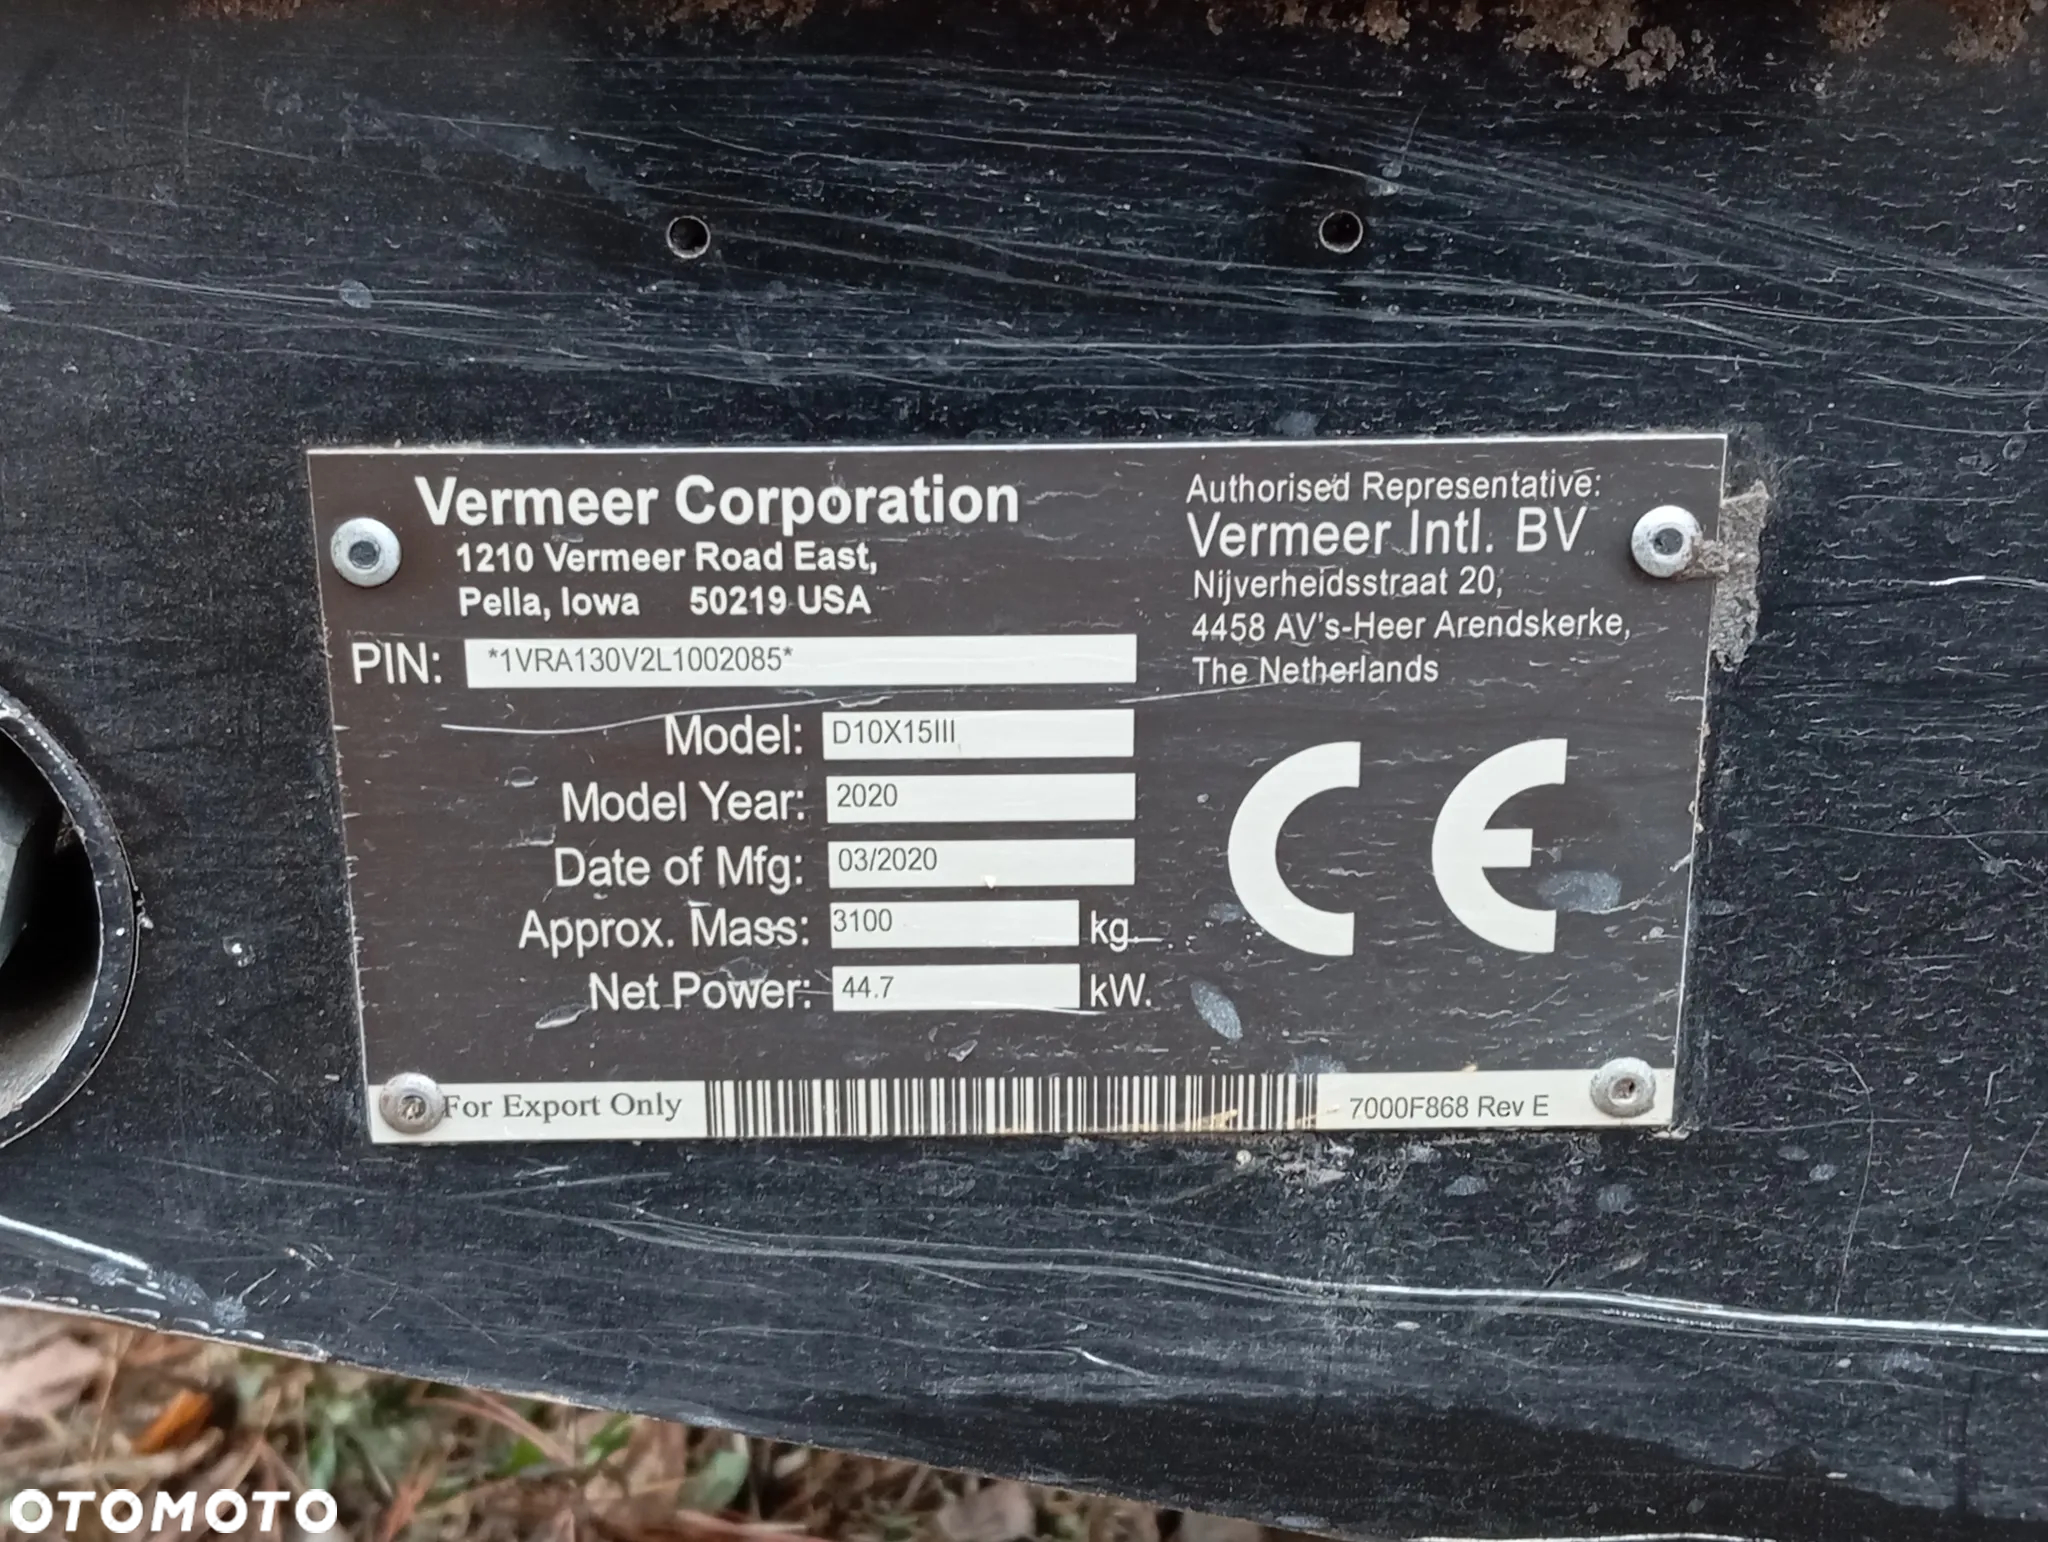 Vermeer Corporation
1210 Vermeer Road East,
Pella, Iowa 50219 USA
PIN: *1VRA130V2L1002085*
Model: D10X15III
Model Year: 2020
Date of Mfg: 03/2020
Approx. Mass: 3100 kg.
Net Power: 44.7 kW.
Authorised Representative:
Vermeer Intl. BV
Nijverheidsstraat 20,
4458 AV's-Heer Arendskerke,
The Netherlands
CE
For Export Only
7000F868 Rev E
OTOMOTO